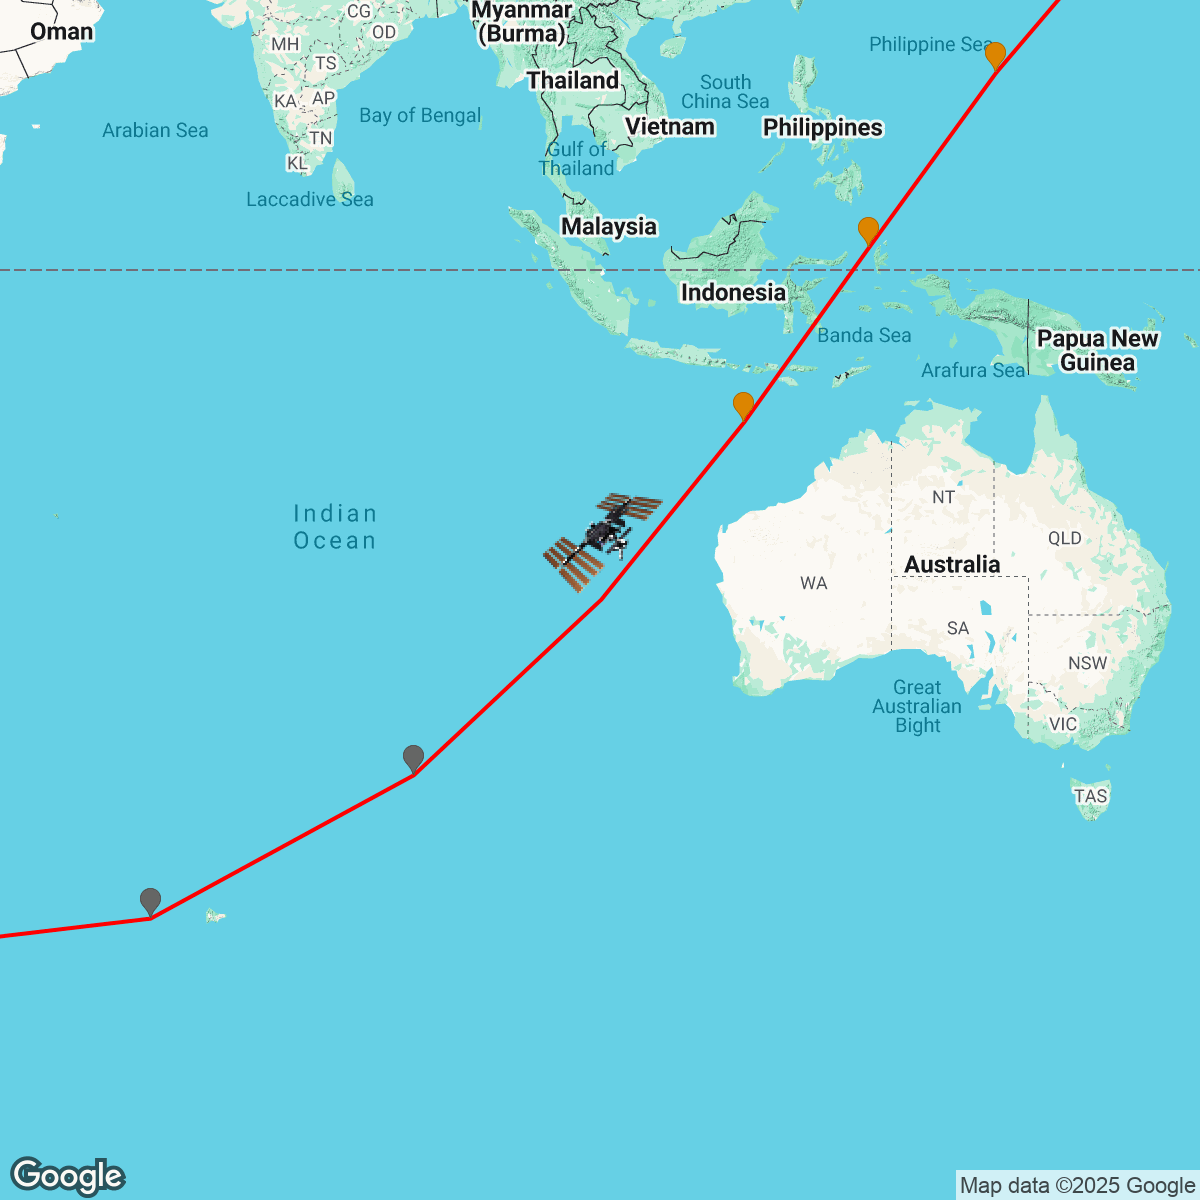 CG
Myanmar
(Burma)
Oman
OD
MH
Philippine Sea
TS
Thailand
South
China Sea
KA
AP
Bay of Bengal
Arabian Sea
Vietnam
Philippines
TN
Gulf of
Thailand
KL
Laccadive Sea
Malaysia
Indonesia
Banda Sea
Papua New
Guinea
Arafura Sea
NT
Indian
Ocean
QLD
Australia
WA
SA
NSW
Great
Australian
Bight
VIC
TAS
Google
Map data ©2025 Google